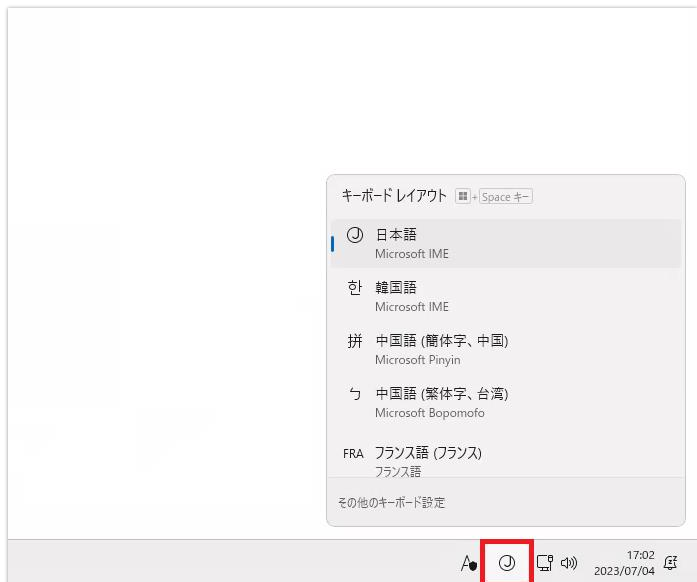 キーボード レイアウト + Space キー
日本語
Microsoft IME
한 韓国語
Microsoft IME
拼 中国語 (簡体字、中国)
Microsoft Pinyin
ㄅ 中国語 (繁体字、台湾)
Microsoft Bopomofo
FRA フランス語 (フランス)
フランス語
その他のキーボード設定
A J 17:02
2023/07/04